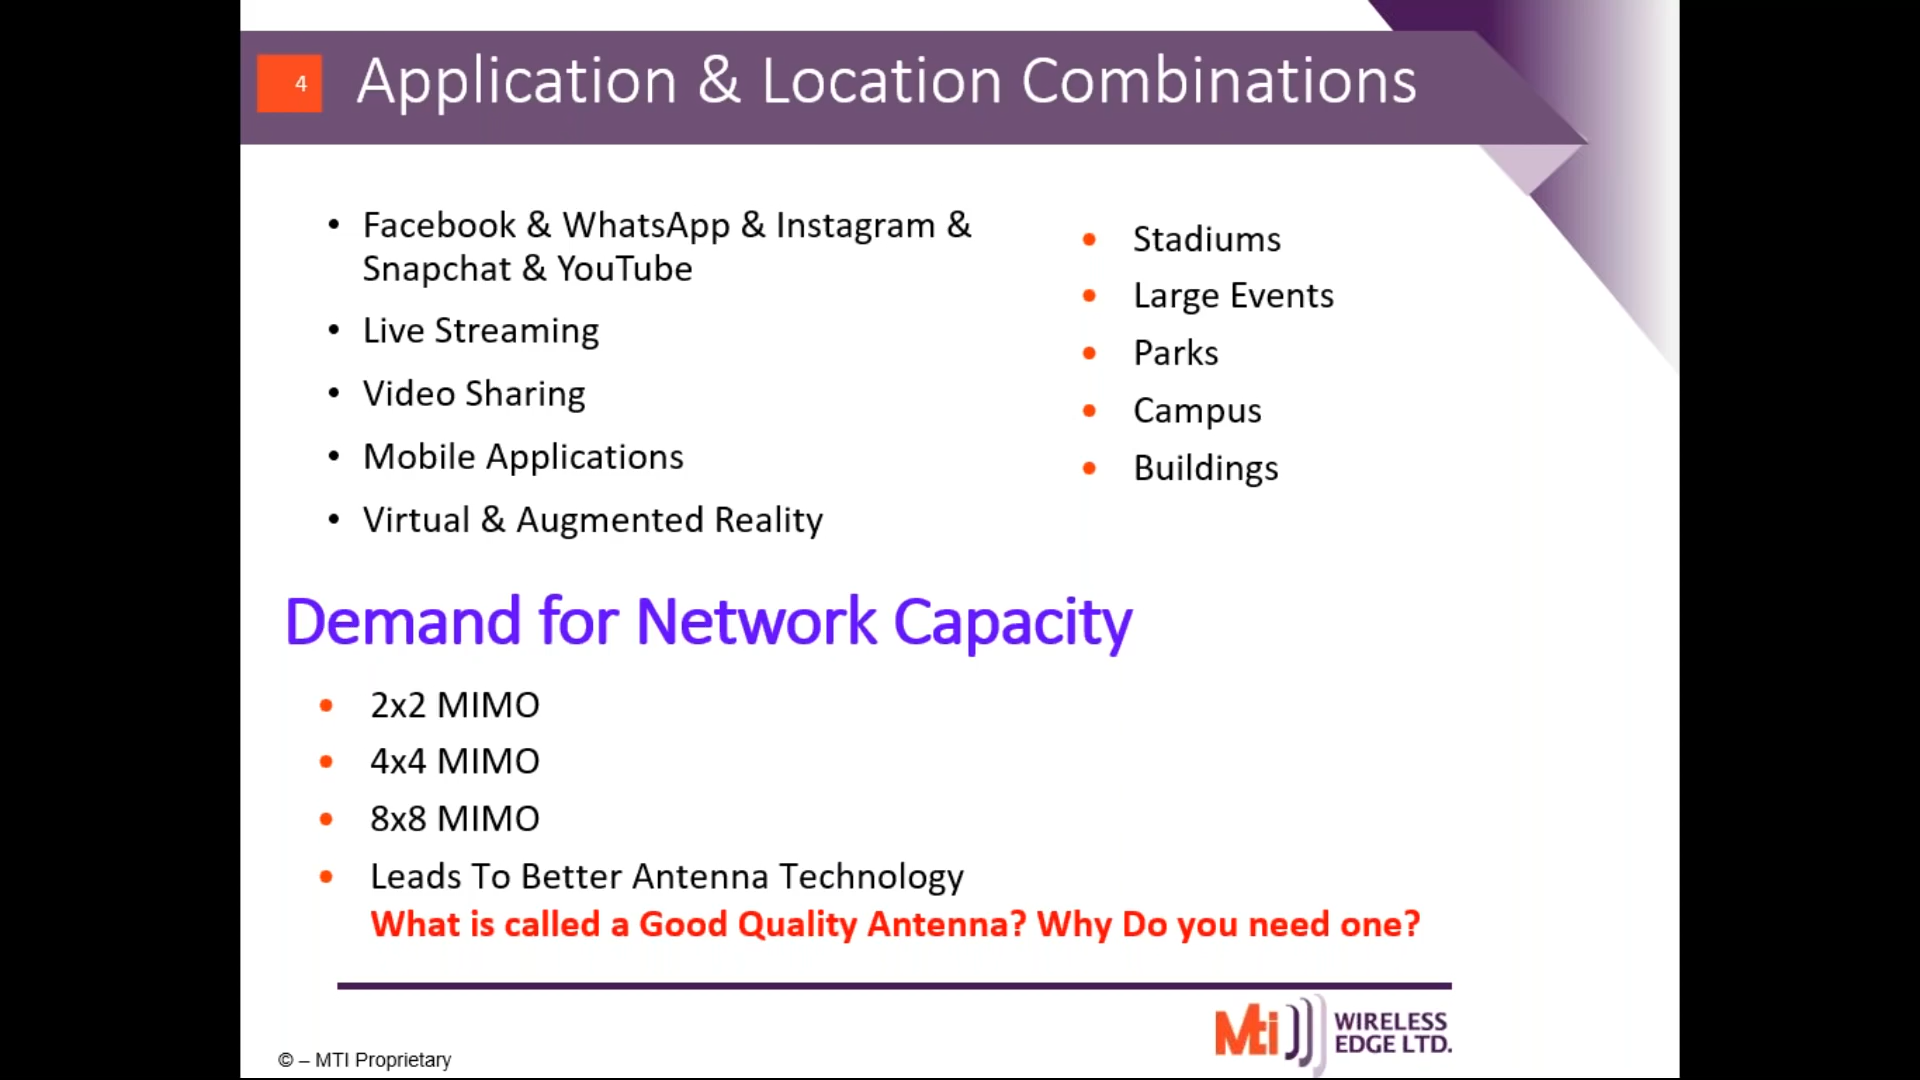 4
Application & Location Combinations
• Facebook & WhatsApp & Instagram &
Snapchat & YouTube
• Live Streaming
• Video Sharing
• Mobile Applications
• Virtual & Augmented Reality
• Stadiums
• Large Events
• Parks
• Campus
• Buildings
Demand for Network Capacity
• 2x2 MIMO
• 4x4 MIMO
• 8x8 MIMO
• Leads To Better Antenna Technology
What is called a Good Quality Antenna? Why Do you need one?
Mti WIRELESS
EDGE LTD.
© – MTI Proprietary